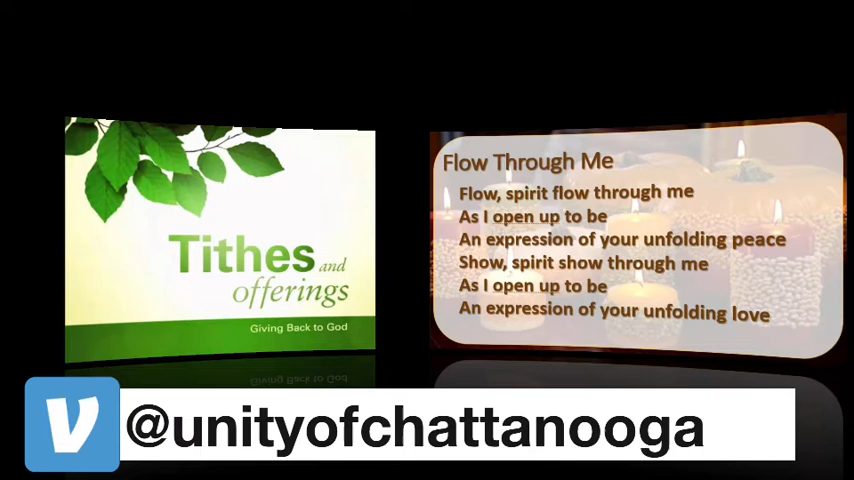 Tithes and
offerings
Giving Back to God
Flow Through Me
Flow, spirit flow through me
As I open up to be
An expression of your unfolding peace
Show, spirit show through me
As I open up to be
An expression of your unfolding love
@unityofchattanooga